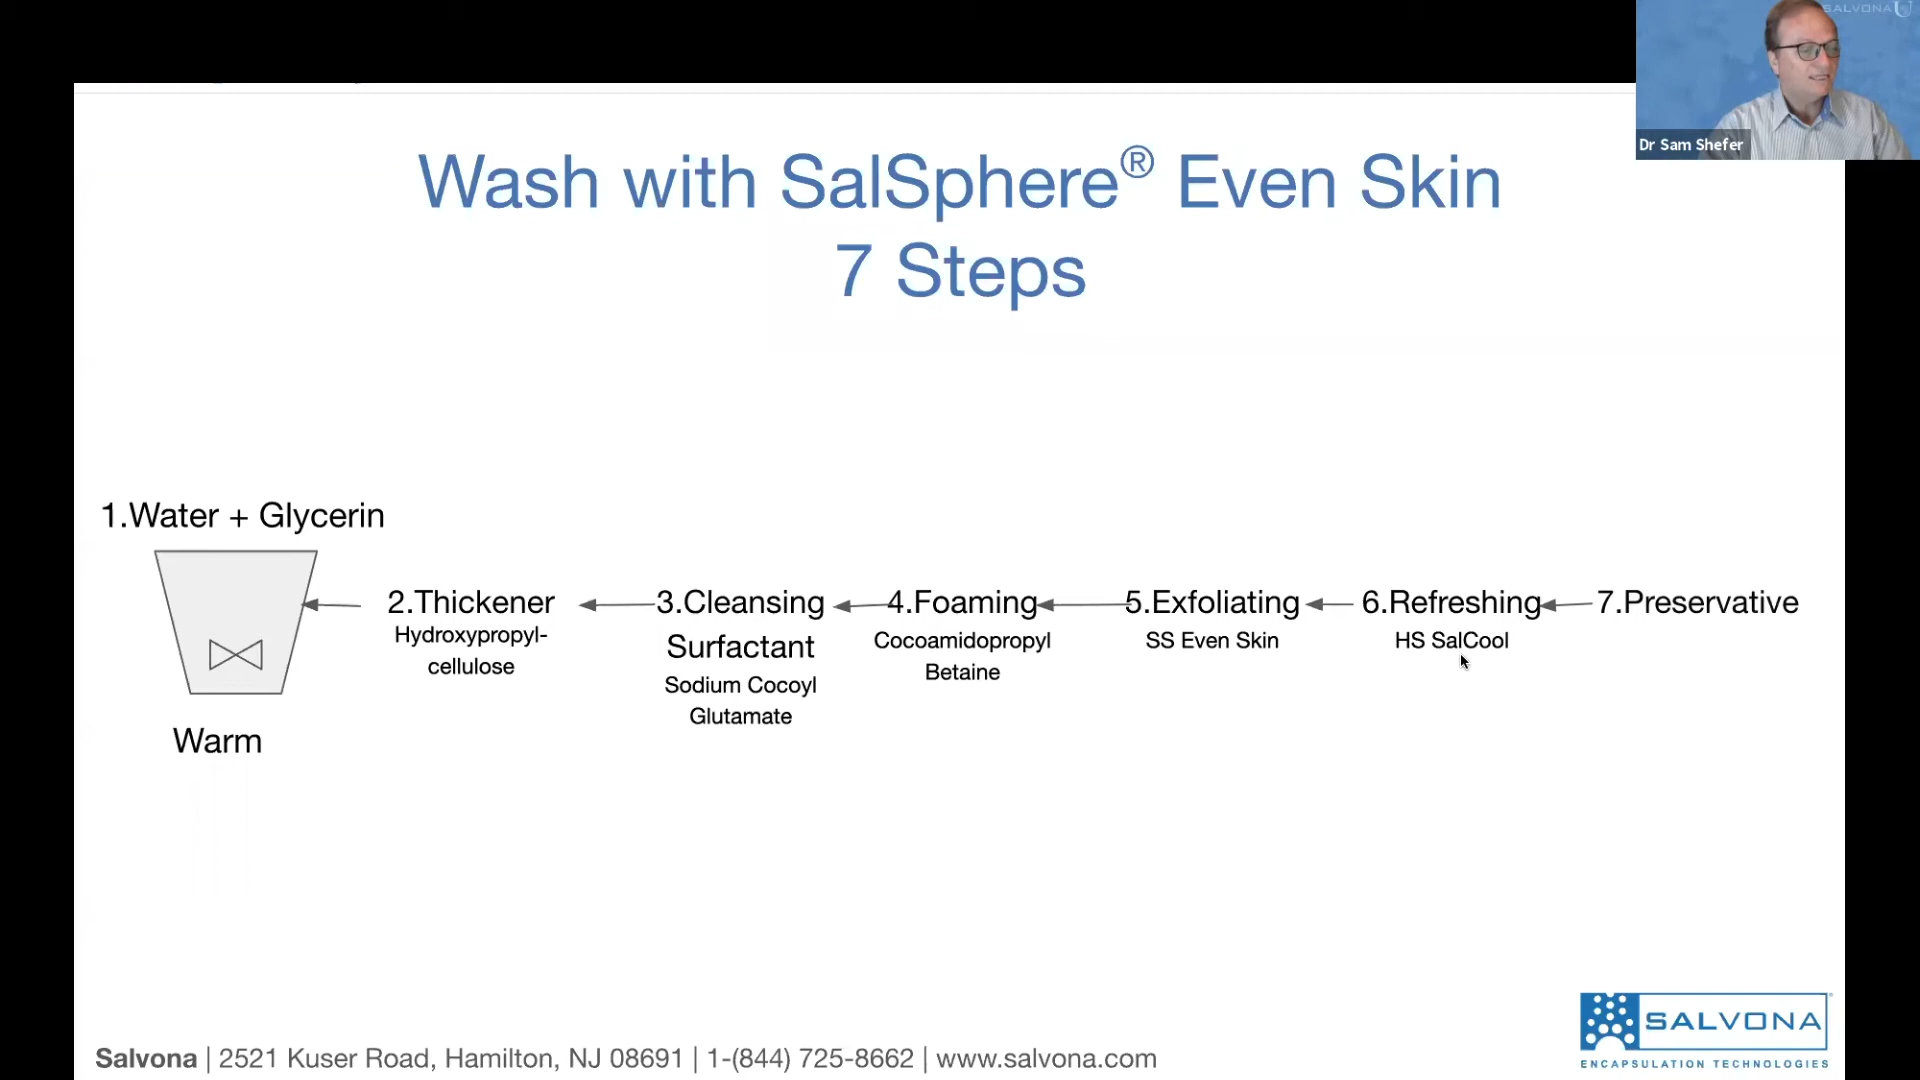 SALVONA
Dr Sam Shefer
Wash with SalSphere® Even Skin
7 Steps
1.Water + Glycerin
Warm
2.Thickener
Hydroxypropyl-
cellulose
3.Cleansing
Surfactant
Sodium Cocoyl
Glutamate
4.Foaming
Cocoamidopropyl
Betaine
5.Exfoliating
SS Even Skin
6.Refreshing
HS SalCool
7.Preservative
Salvona | 2521 Kuser Road, Hamilton, NJ 08691 | 1-(844) 725-8662 | www.salvona.com
SALVONA
ENCAPSULATION TECHNOLOGIES